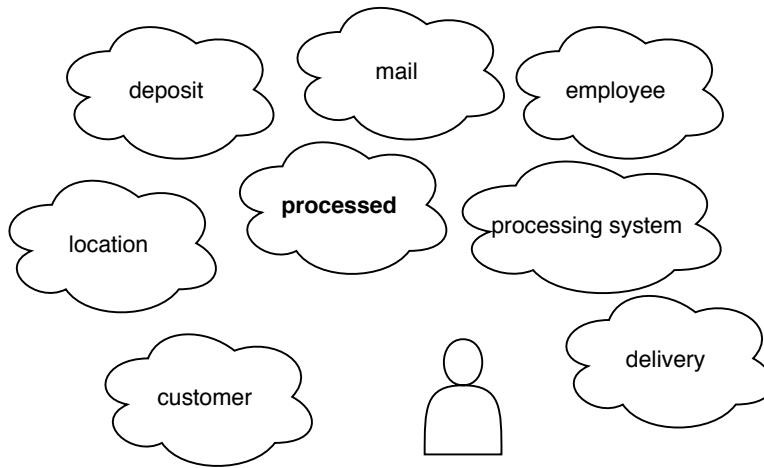 mail
deposit
employee
processed
processing system
location
delivery
customer